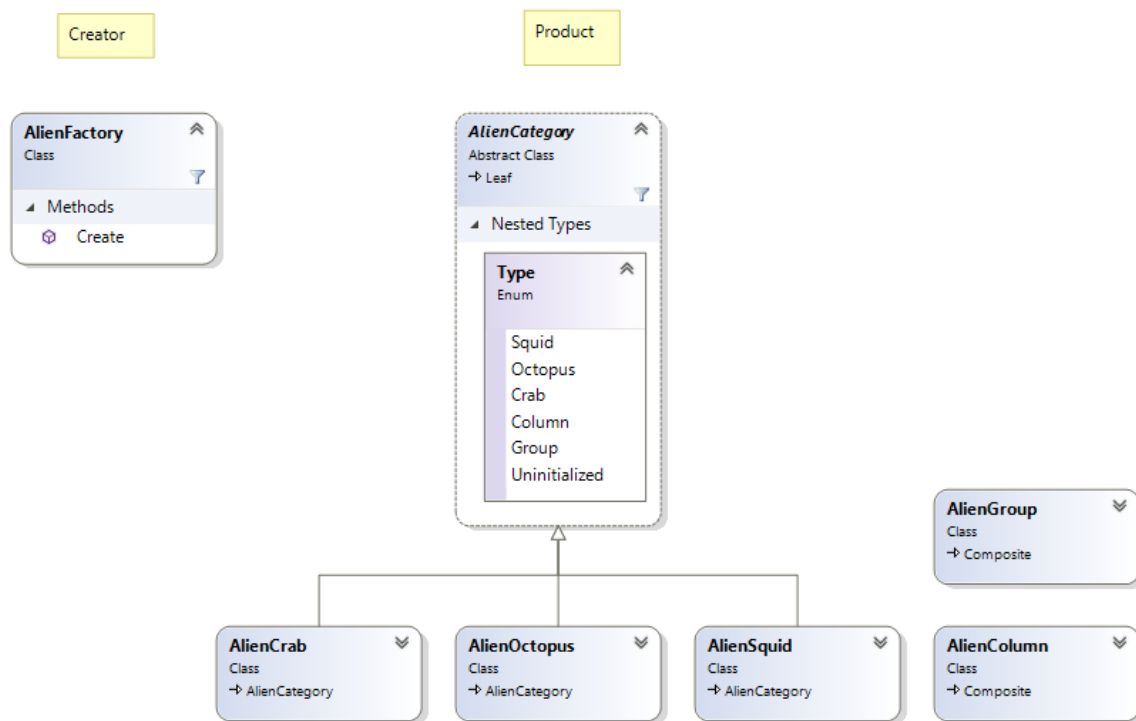 Creator
Product
AlienFactory
Class
Methods
Create
AlienCategory
Abstract Class
Leaf
Nested Types
Type
Enum
Squid
Octopus
Crab
Column
Group
Uninitialized
AlienGroup
Class
Composite
AlienCrab
Class
AlienCategory
AlienOctopus
Class
AlienCategory
AlienSquid
Class
AlienCategory
AlienColumn
Class
Composite